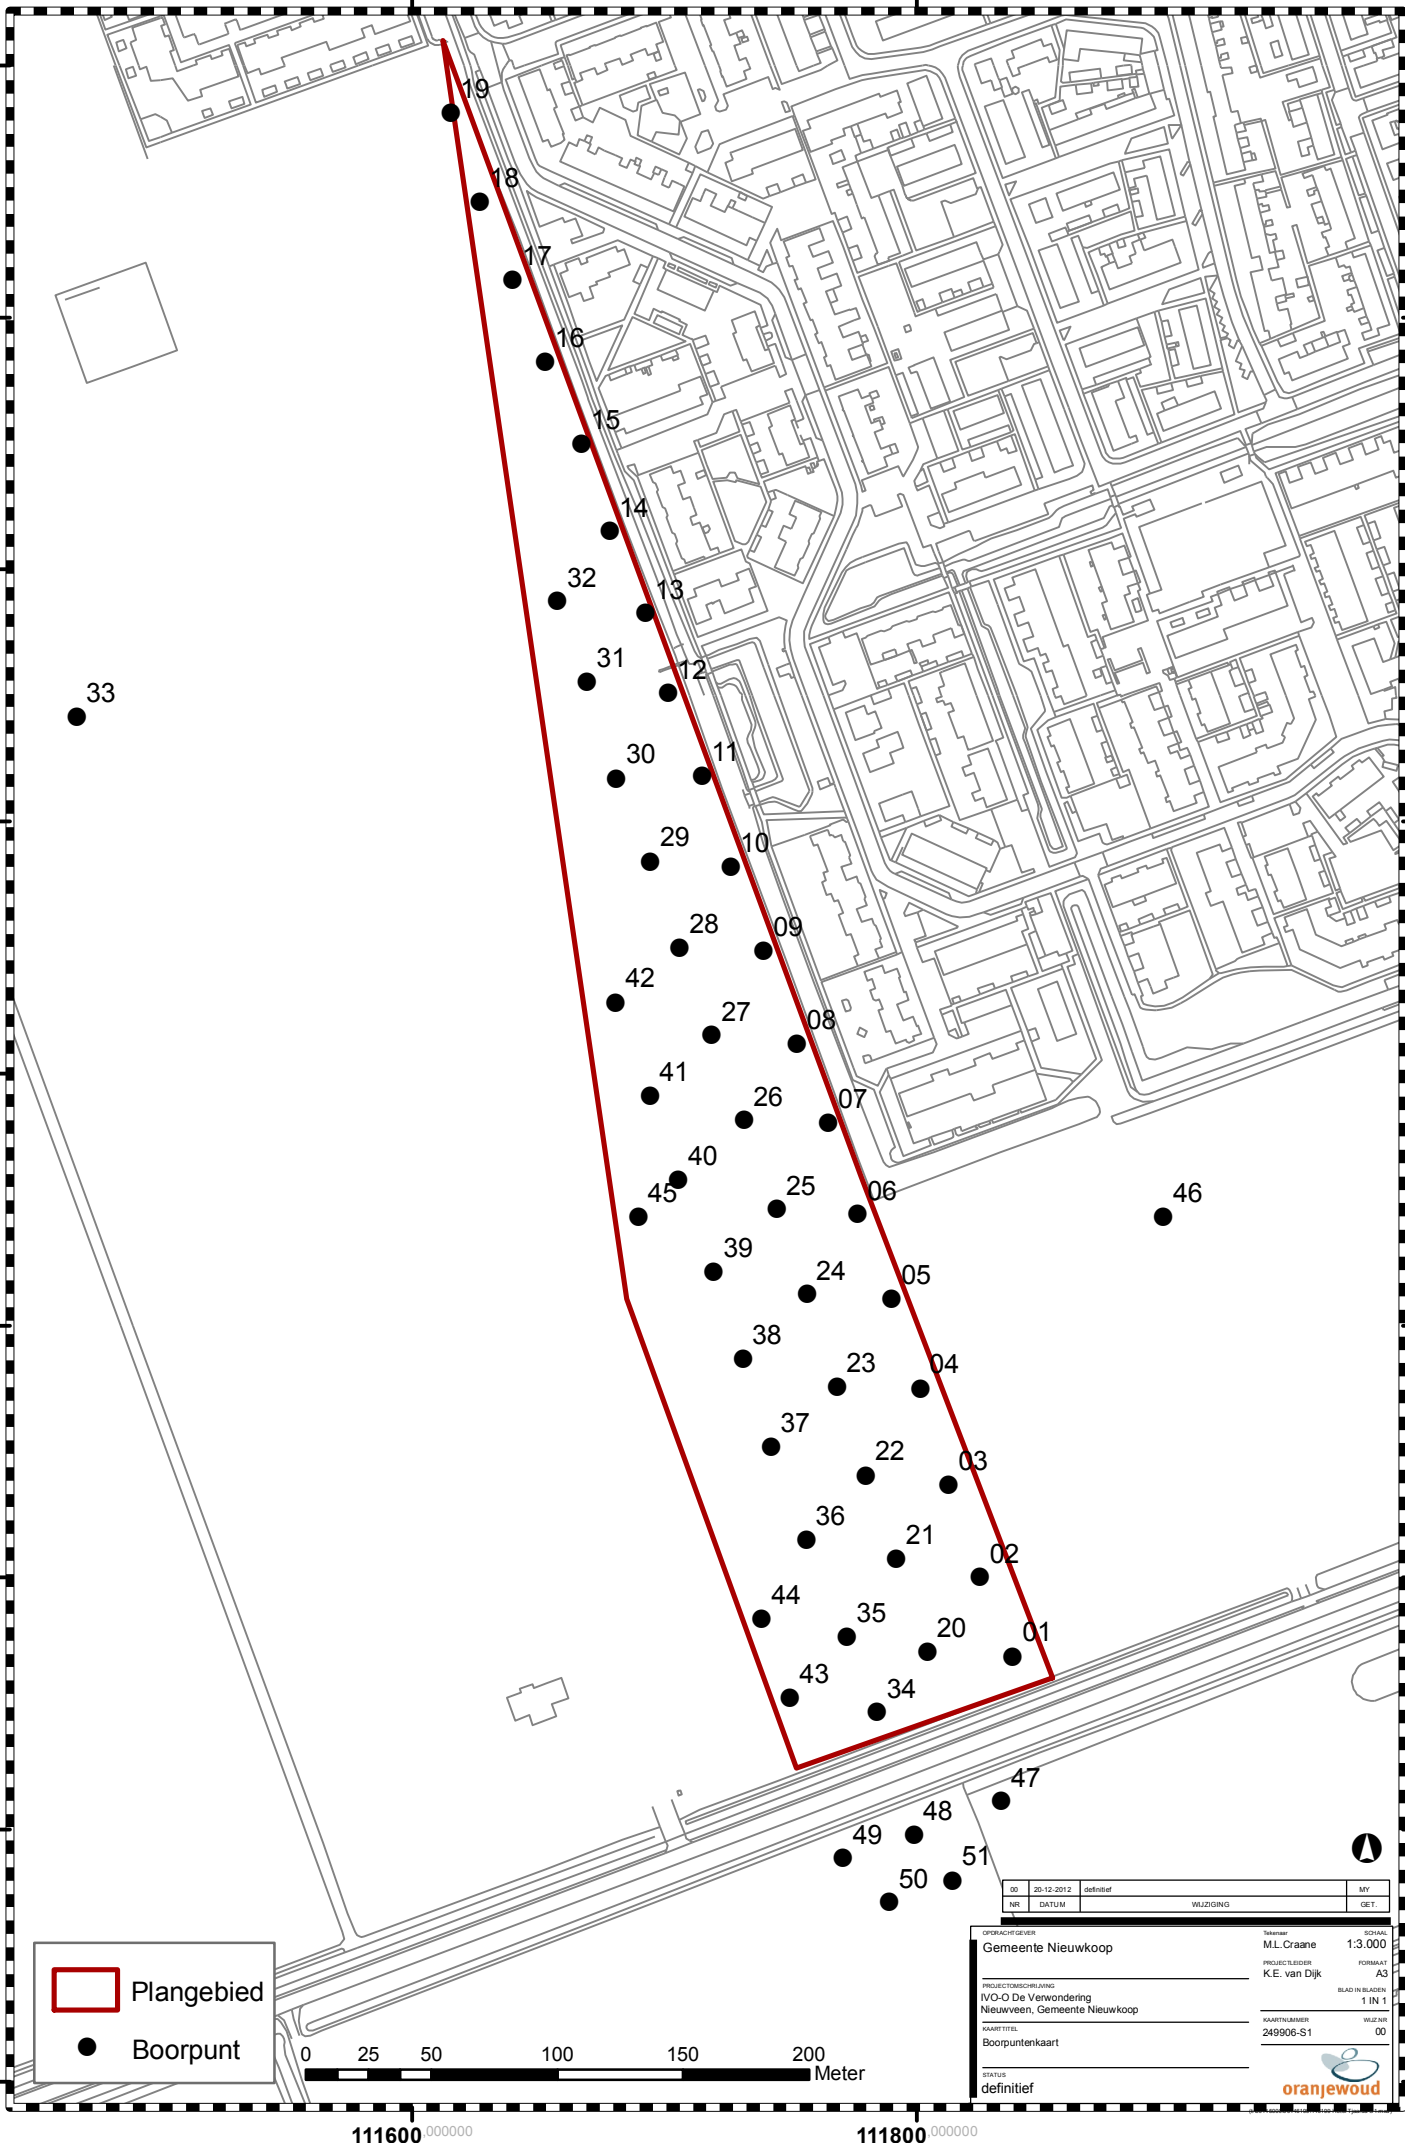 19
18
17
16
15
14
32
13
31
12
33
11
30
10
29
09
28
42
27
08
41
26
07
40
45
25
06
46
39
24
05
38
23
04
37
22
03
36
21
02
44
35
20
01
43
34
47
48
49
51
50
00 20-12-2012 definitief MY
NR DATUM WIJZIGING GET.
OPDRACHTGEVER
Gemeente Nieuwkoop
Tekenaar
M.L.Craane
SCHAAL
1:3.000
PROJECTLEIDER
K.E. van Dijk
FORMAAT
A3
PROJECTOMSCHRIJVING
IVO-O De Verwondering
Nieuwveen, Gemeente Nieuwkoop
BLAD IN BLADEN
1 IN 1
KAARTTITEL
Boorpuntenkaart
KAARTNUMMER
249906-S1
WIJZ.NR
00
STATUS
definitief
oranjewoud
Plangebied
Boorpunt
0 25 50 100 150 200
Meter
111600,000000 111800,000000